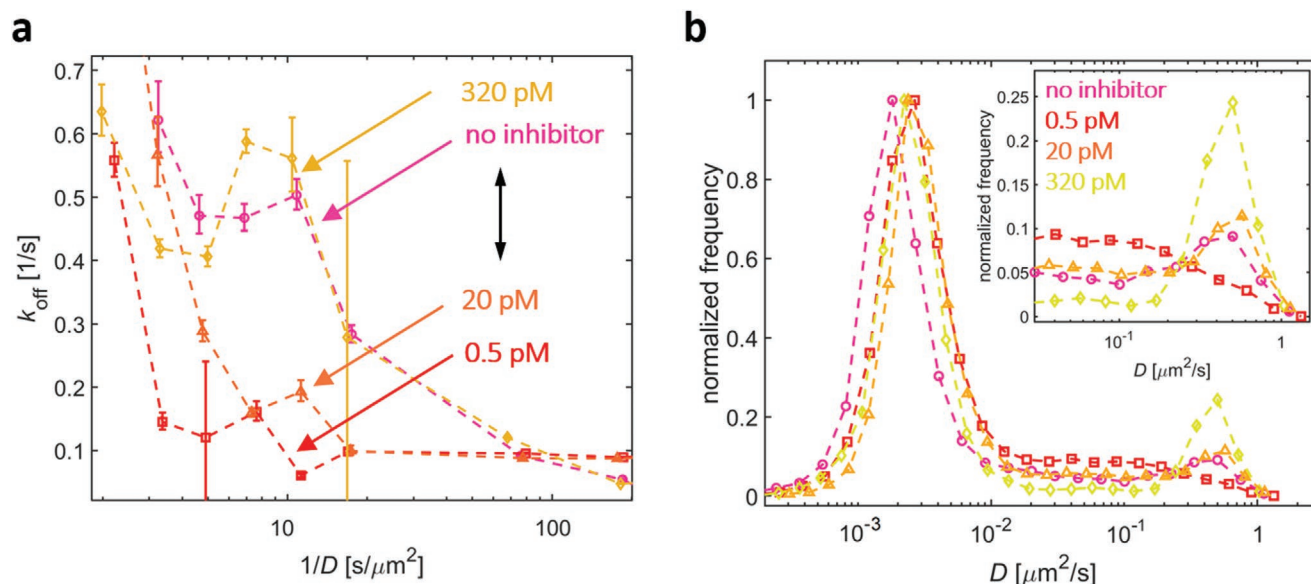 a
0.7
0.6
0.5
0.4
0.3
0.2
0.1
k_off [1/s]
320 pM
no inhibitor
20 pM
0.5 pM
10
100
1/D [s/μm²]
b
1
0.8
0.6
0.4
0.2
0
normalized frequency
10⁻³
10⁻²
10⁻¹
1
D [μm²/s]
0.25
0.2
0.15
0.1
0.05
0
normalized frequency
no inhibitor
0.5 pM
20 pM
320 pM
10⁻¹
1
D [μm²/s]